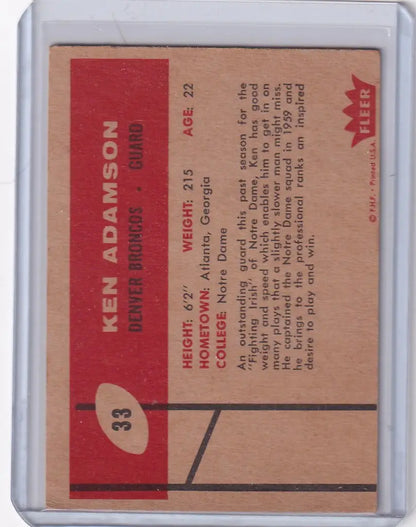 33
KEN ADAMSON
DENVER BRONCOS • GUARD
HEIGHT: 6'2" WEIGHT: 215 AGE: 22
HOMETOWN: Atlanta, Georgia
COLLEGE: Notre Dame
An outstanding guard this past season for the
"Fighting Irish" of Notre Dame, Ken has good
weight and speed which enables him to get in on
many plays that a slightly slower man might miss.
He captained the Notre Dame squad in 1959 and
he brings to the professional ranks an inspired
desire to play and win.
FLEER
© F.H.F. • Printed U.S.A.